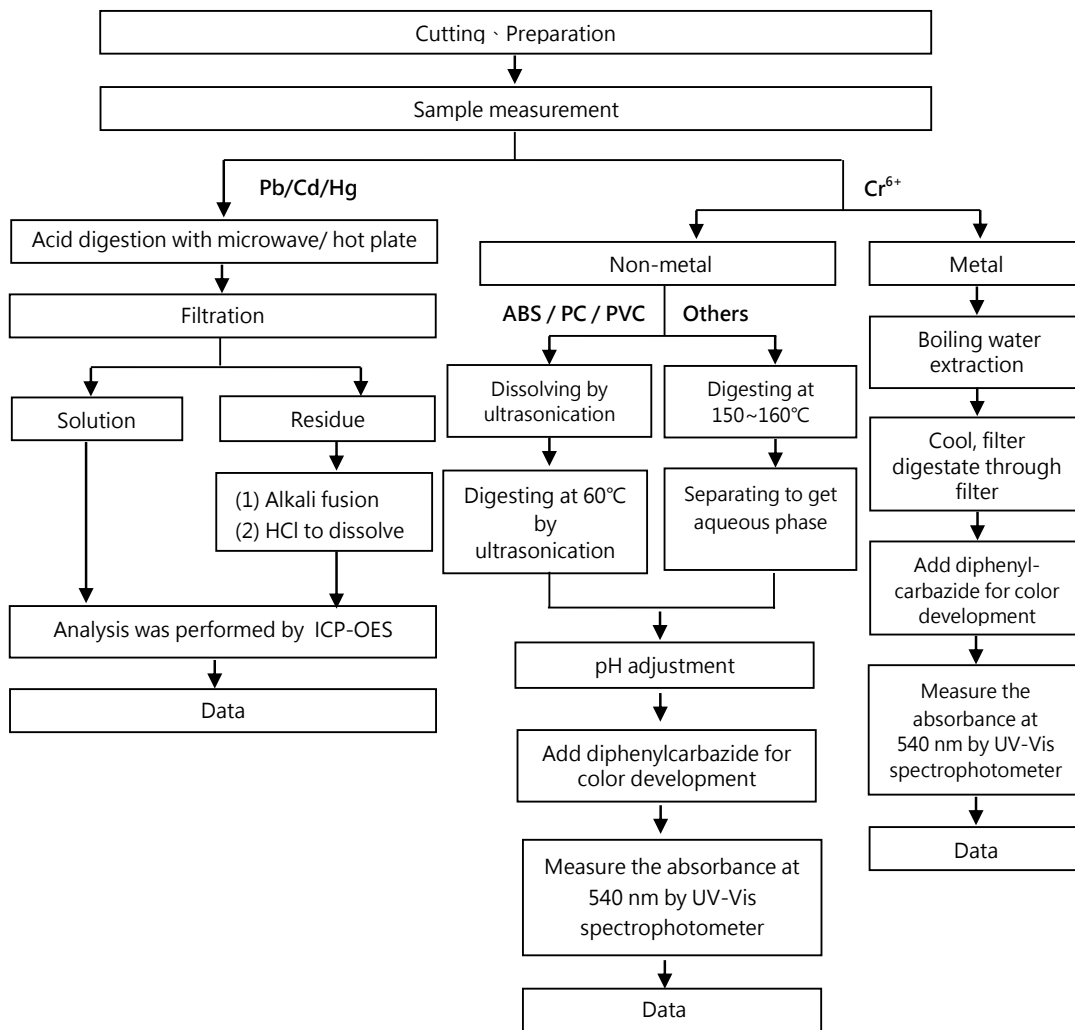 Cutting、Preparation
Sample measurement
Pb/Cd/Hg
Cr6+
Acid digestion with microwave/ hot plate
Filtration
Solution
Residue
(1) Alkali fusion
(2) HCl to dissolve
Analysis was performed by ICP-OES
Data
Non-metal
ABS / PC / PVC
Others
Dissolving by
ultrasonication
Digesting at
150~160℃
Digesting at 60℃
by
ultrasonication
Separating to get
aqueous phase
pH adjustment
Add diphenylcarbazide for
color development
Measure the absorbance at
540 nm by UV-Vis
spectrophotometer
Data
Metal
Boiling water
extraction
Cool, filter
digestate through
filter
Add diphenyl-
carbazide for color
development
Measure the
absorbance at
540 nm by UV-Vis
spectrophotometer
Data